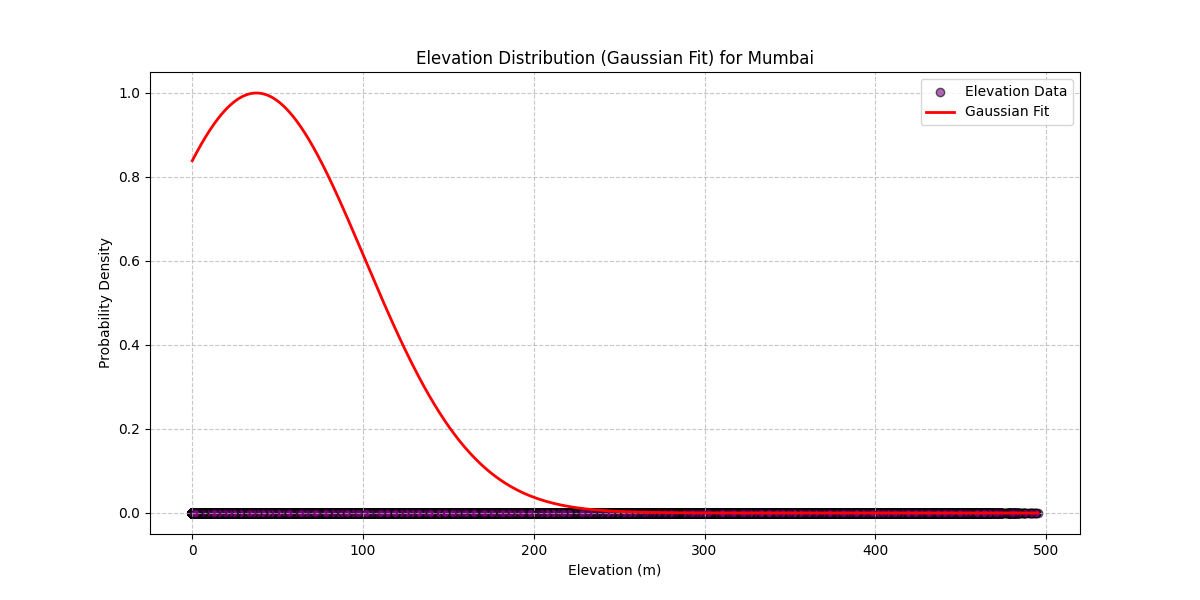 Elevation Distribution (Gaussian Fit) for Mumbai
Elevation Data
Gaussian Fit
Probability Density
1.0
0.8
0.6
0.4
0.2
0.0
0 100 200 300 400 500
Elevation (m)